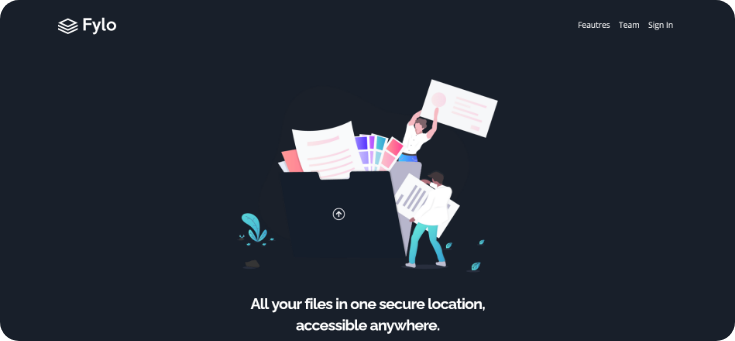 Fylo
Feautres Team Sign In
All your files in one secure location,
accessible anywhere.